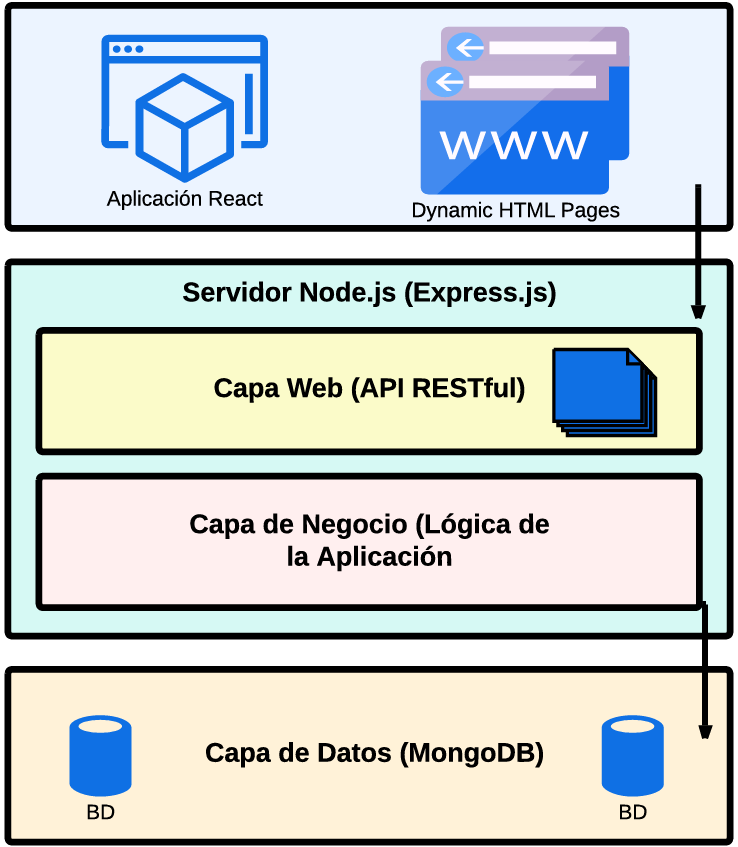 WWW
Aplicación React
Dynamic HTML Pages
Servidor Node.js (Express.js)
Capa Web (API RESTful)
Capa de Negocio (Lógica de
la Aplicación
Capa de Datos (MongoDB)
BD
BD